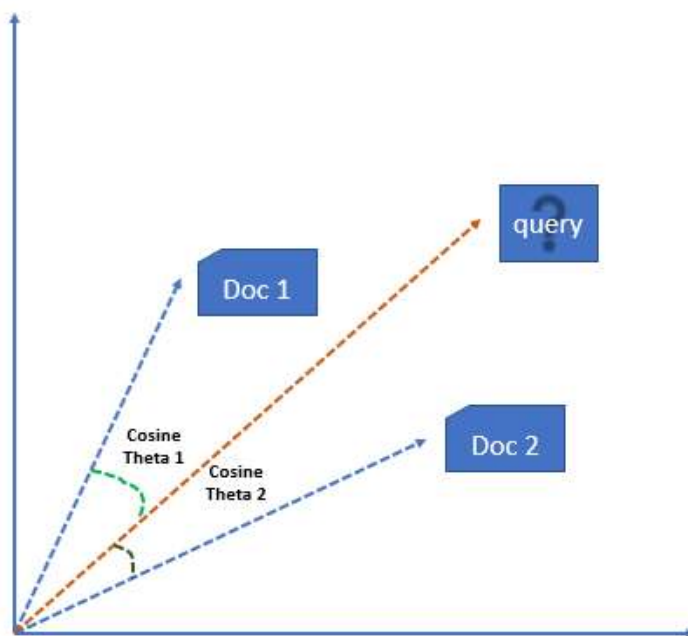 query
?
Doc 1
Cosine
Theta 1
Doc 2
Cosine
Theta 2